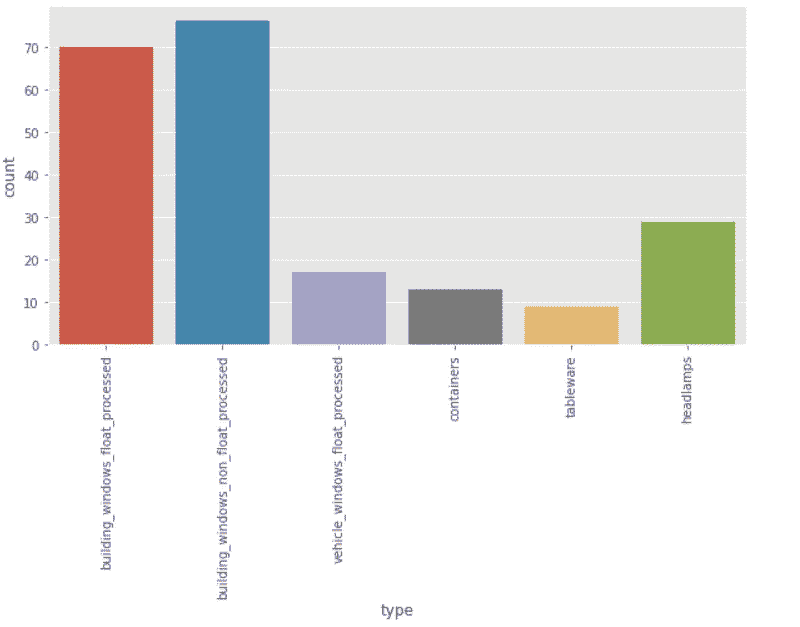 count
70
60
50
40
30
20
10
0
building_windows_float_processed
building_windows_non_float_processed
vehicle_windows_float_processed
containers
tableware
headlamps
type